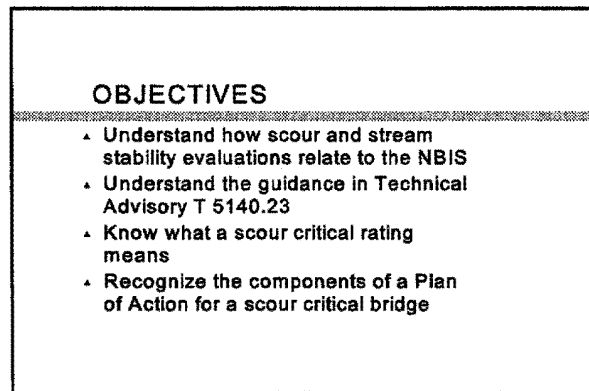 OBJECTIVES
▲ Understand how scour and stream
stability evaluations relate to the NBIS
▲ Understand the guidance in Technical
Advisory T 5140.23
▲ Know what a scour critical rating
means
▲ Recognize the components of a Plan
of Action for a scour critical bridge